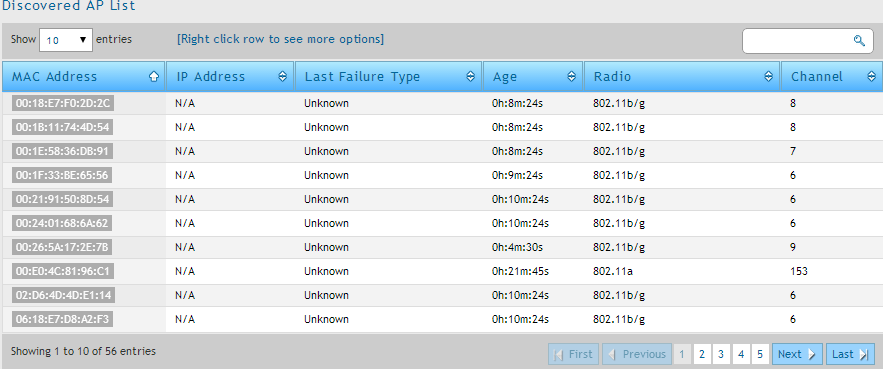 Discovered AP List
Show 10 entries [Right click row to see more options]
MAC Address IP Address Last Failure Type Age Radio Channel
00:18:E7:F0:2D:2C N/A Unknown 0h:8m:24s 802.11b/g 8
00:1B:11:74:4D:54 N/A Unknown 0h:8m:24s 802.11b/g 8
00:1E:58:36:DB:91 N/A Unknown 0h:8m:24s 802.11b/g 7
00:1F:33:BE:65:56 N/A Unknown 0h:9m:24s 802.11b/g 6
00:21:91:50:8D:54 N/A Unknown 0h:10m:24s 802.11b/g 6
00:24:01:68:6A:62 N/A Unknown 0h:10m:24s 802.11b/g 6
00:26:5A:17:2E:7B N/A Unknown 0h:4m:30s 802.11b/g 9
00:E0:4C:81:96:C1 N/A Unknown 0h:21m:45s 802.11a 153
02:D6:4D:4D:E1:14 N/A Unknown 0h:10m:24s 802.11b/g 6
06:18:E7:D8:A2:F3 N/A Unknown 0h:10m:24s 802.11b/g 6
Showing 1 to 10 of 56 entries First Previous 1 2 3 4 5 Next Last